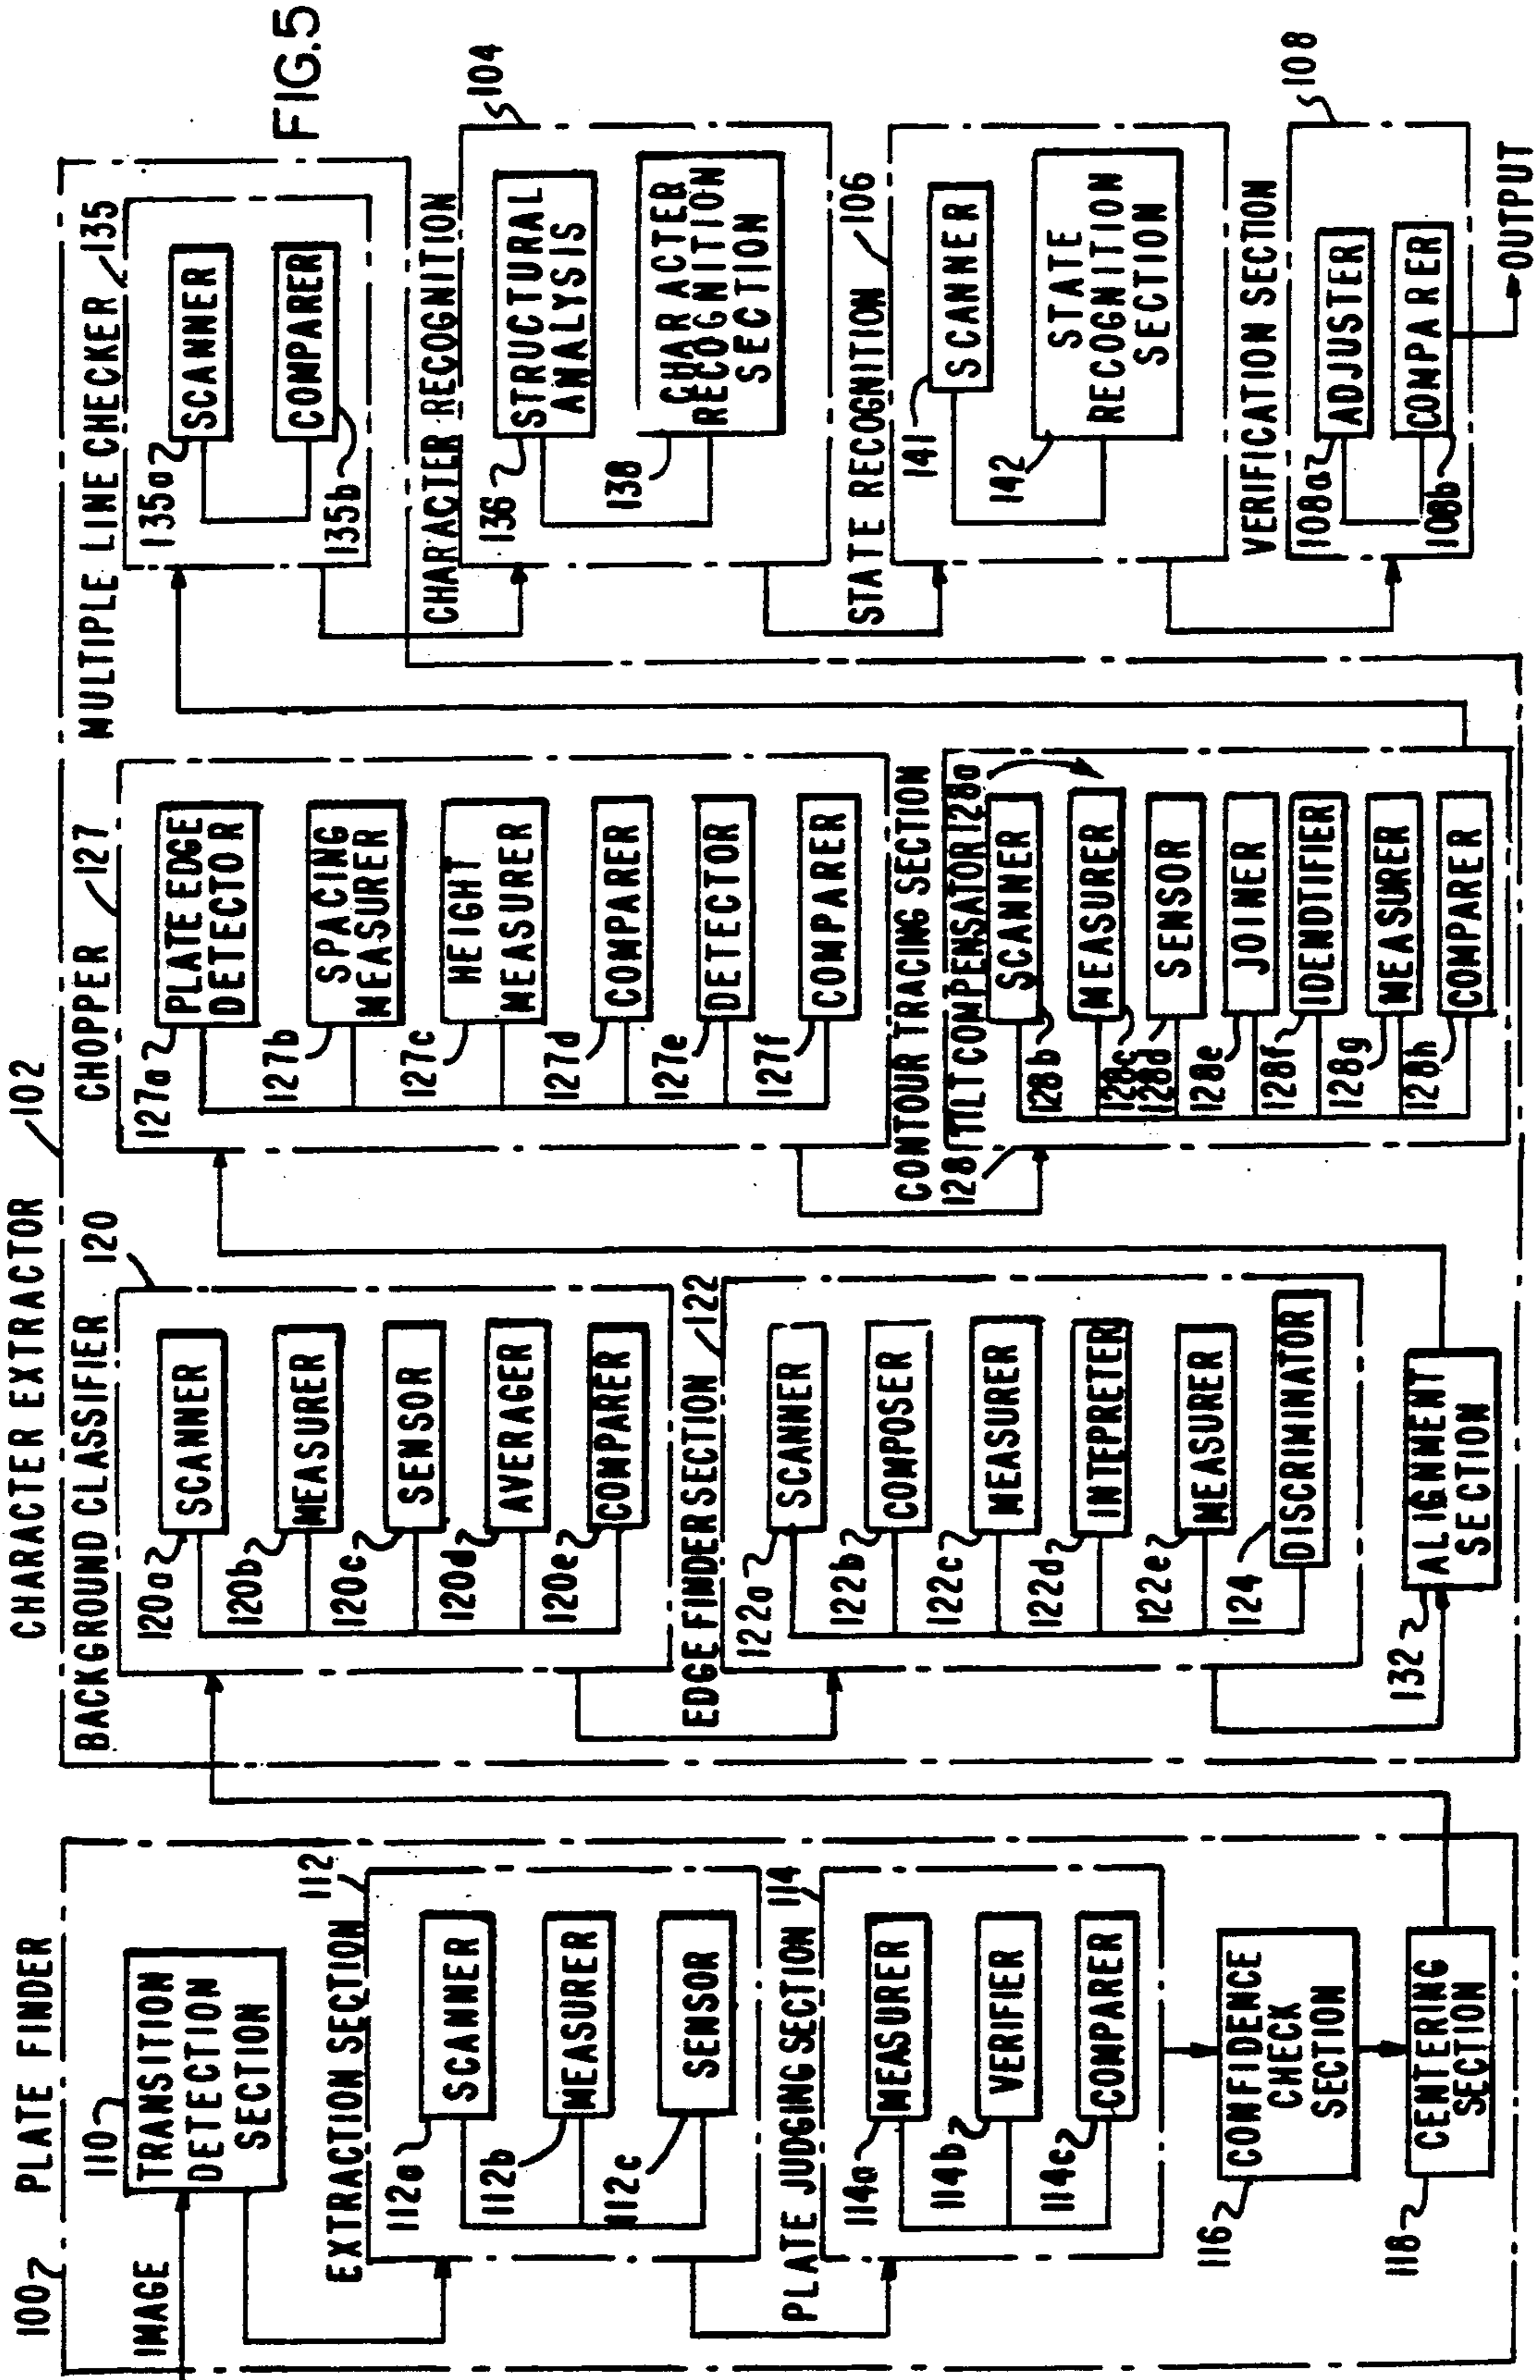 FIG.5
100
PLATE FINDER
IMAGE
110
TRANSITION
DETECTION
SECTION
EXTRACTION SECTION
112
112a
SCANNER
112b
MEASURER
112c
SENSOR
PLATE JUDGING SECTION
114
114a
MEASURER
114b
VERIFIER
114c
COMPARER
116
CONFIDENCE
CHECK
SECTION
118
CENTERING
SECTION
CHARACTER EXTRACTOR
102
BACKGROUND CLASSIFIER
120
120a
SCANNER
120b
MEASURER
120c
SENSOR
120d
AVERAGER
120e
COMPARER
EDGE FINDER SECTION
122
122a
SCANNER
122b
COMPOSER
122c
MEASURER
122d
INTEPRETER
122e
MEASURER
124
DISCRIMINATOR
132
ALIGNMENT
SECTION
CHOPPER
127
127a
PLATE EDGE
DETECTOR
127b
SPACING
MEASURER
127c
HEIGHT
MEASURER
127d
COMPARER
127e
DETECTOR
127f
COMPARER
CONTOUR TRACING SECTION
128
TILT COMPENSATOR
128a
128b
SCANNER
128c
MEASURER
128d
SENSOR
128e
JOINER
128f
IDENDTIFIER
128g
MEASURER
128h
COMPARER
MULTIPLE LINE CHECKER
135
135a
SCANNER
135b
COMPARER
CHARACTER RECOGNITION
104
136
STRUCTURAL
ANALYSIS
138
CHARACTER
RECOGNITION
SECTION
STATE RECOGNITION
106
141
SCANNER
142
STATE
RECOGNITION
SECTION
VERIFICATION SECTION
108
108a
ADJUSTER
108b
COMPARER
OUTPUT